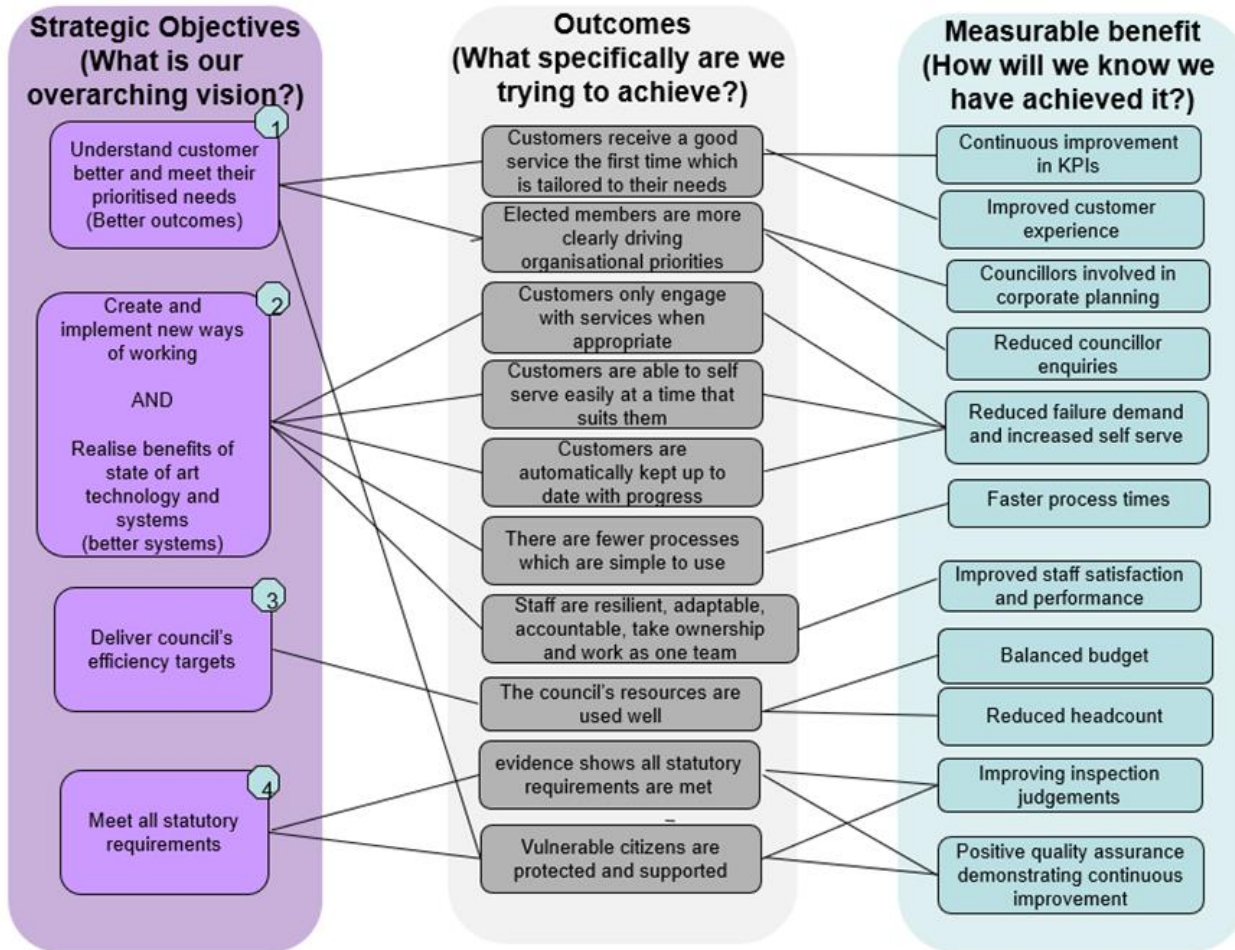 Strategic Objectives
(What is our
overarching vision?)
1
Understand customer
better and meet their
prioritised needs
(Better outcomes)
2
Create and
implement new ways
of working
AND
Realise benefits of
state of art
technology and
systems
(better systems)
3
Deliver council's
efficiency targets
4
Meet all statutory
requirements
Outcomes
(What specifically are we
trying to achieve?)
Customers receive a good
service the first time which
is tailored to their needs
Elected members are more
clearly driving
organisational priorities
Customers only engage
with services when
appropriate
Customers are able to self
serve easily at a time that
suits them
Customers are
automatically kept up to
date with progress
There are fewer processes
which are simple to use
Staff are resilient, adaptable,
accountable, take ownership
and work as one team
The council's resources are
used well
evidence shows all statutory
requirements are met
Vulnerable citizens are
protected and supported
Measurable benefit
(How will we know we
have achieved it?)
Continuous improvement
in KPIs
Improved customer
experience
Councillors involved in
corporate planning
Reduced councillor
enquiries
Reduced failure demand
and increased self serve
Faster process times
Improved staff satisfaction
and performance
Balanced budget
Reduced headcount
Improving inspection
judgements
Positive quality assurance
demonstrating continuous
improvement